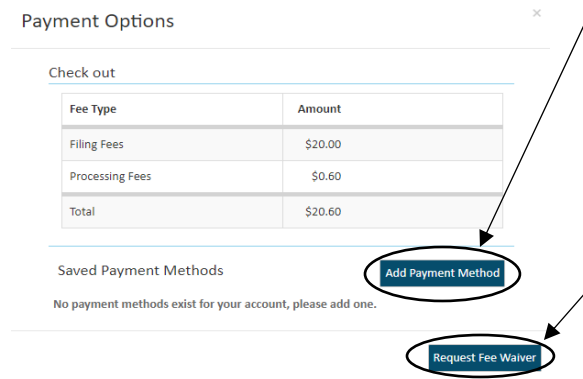 Payment Options
×
Check out
Fee Type Amount
Filing Fees $20.00
Processing Fees $0.60
Total $20.60
Saved Payment Methods Add Payment Method
No payment methods exist for your account, please add one.
Request Fee Waiver